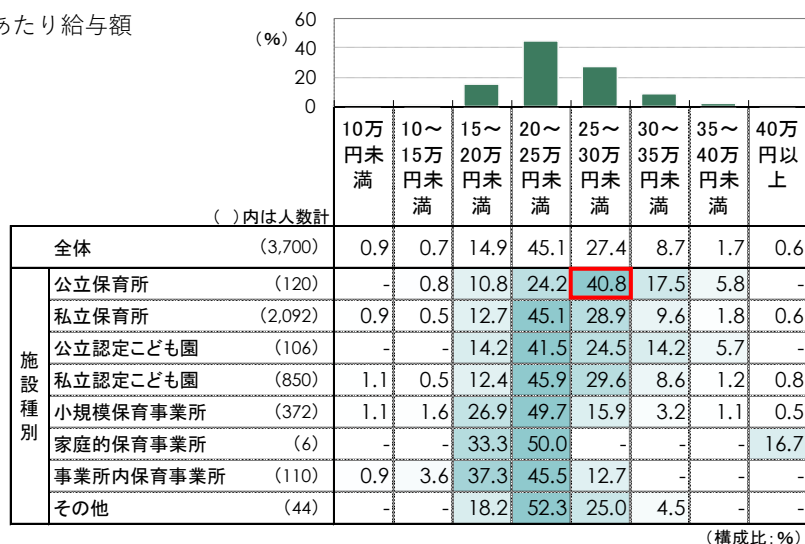 あたり給与額
(%)
60
40
20
0
10万円未満 10～15万円未満 15～20万円未満 20～25万円未満 25～30万円未満 30～35万円未満 35～40万円未満 40万円以上
( )内は人数計
全体 (3,700) 0.9 0.7 14.9 45.1 27.4 8.7 1.7 0.6
施設種別
公立保育所 (120) - 0.8 10.8 24.2 40.8 17.5 5.8 -
私立保育所 (2,092) 0.9 0.5 12.7 45.1 28.9 9.6 1.8 0.6
公立認定こども園 (106) - - 14.2 41.5 24.5 14.2 5.7 -
私立認定こども園 (850) 1.1 0.5 12.4 45.9 29.6 8.6 1.2 0.8
小規模保育事業所 (372) 1.1 1.6 26.9 49.7 15.9 3.2 1.1 0.5
家庭的保育事業所 (6) - - 33.3 50.0 - - - 16.7
事業所内保育事業所 (110) 0.9 3.6 37.3 45.5 12.7 - - -
その他 (44) - - 18.2 52.3 25.0 4.5 - -
(構成比:%)